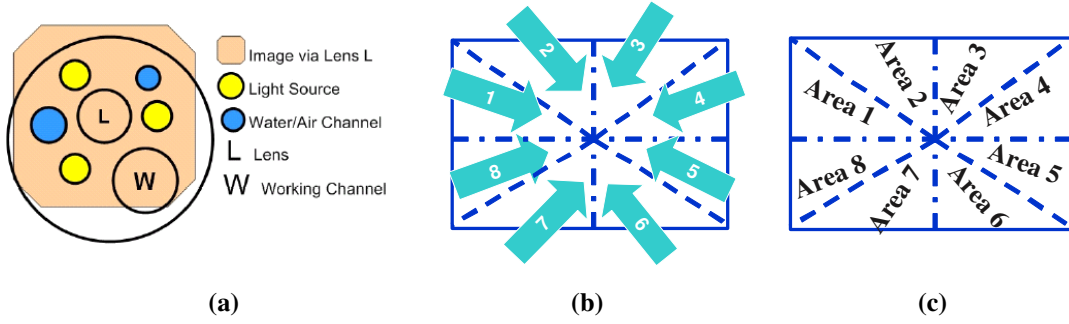 L
W
Image via Lens L
Light Source
Water/Air Channel
L Lens
W Working Channel
(a)
1
2
3
4
5
6
7
8
(b)
Area 1
Area 2
Area 3
Area 4
Area 5
Area 6
Area 7
Area 8
(c)